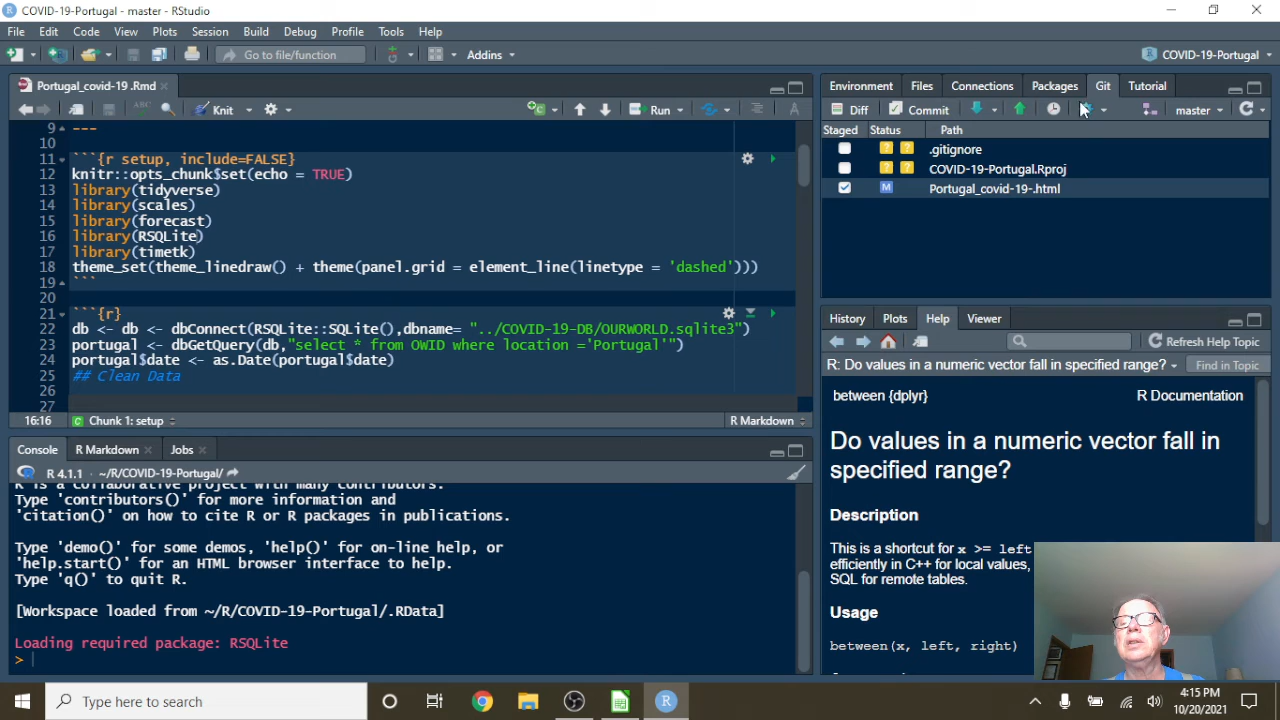 COVID-19-Portugal - master - RStudio
File Edit Code View Plots Session Build Debug Profile Tools Help
Go to file/function
Addins
COVID-19-Portugal
Portugal_covid-19 .Rmd
Knit
Run
9 ---
10
11 ```{r setup, include=FALSE}
12 knitr::opts_chunk$set(echo = TRUE)
13 library(tidyverse)
14 library(scales)
15 library(forecast)
16 library(RSQLite)
17 library(timetk)
18 theme_set(theme_linedraw() + theme(panel.grid = element_line(linetype = 'dashed')))
19 ```
20
21 ```{r}
22 db <- db <- dbConnect(RSQLite::SQLite(),dbname= "../COVID-19-DB/OURWORLD.sqlite3")
23 portugal <- dbGetQuery(db,"select * from OWID where location ='Portugal'")
24 portugal$date <- as.Date(portugal$date)
25 ## Clean Data
26
27
16:16 Chunk 1: setup R Markdown
Console R Markdown Jobs
R 4.1.1 · ~/R/COVID-19-Portugal/
R is a collaborative project with many contributors.
Type 'contributors()' for more information and
'citation()' on how to cite R or R packages in publications.
Type 'demo()' for some demos, 'help()' for on-line help, or
'help.start()' for an HTML browser interface to help.
Type 'q()' to quit R.
[Workspace loaded from ~/R/COVID-19-Portugal/.RData]
Loading required package: RSQLite
>
Environment Files Connections Packages Git Tutorial
Diff Commit master
Staged Status Path
? ? .gitignore
? ? COVID-19-Portugal.Rproj
M Portugal_covid-19-.html
History Plots Help Viewer
Refresh Help Topic
R: Do values in a numeric vector fall in specified range? Find in Topic
between {dplyr} R Documentation
Do values in a numeric vector fall in
specified range?
Description
This is a shortcut for x >= left
efficiently in C++ for local values,
SQL for remote tables.
Usage
between(x, left, right)
Type here to search
4:15 PM
10/20/2021